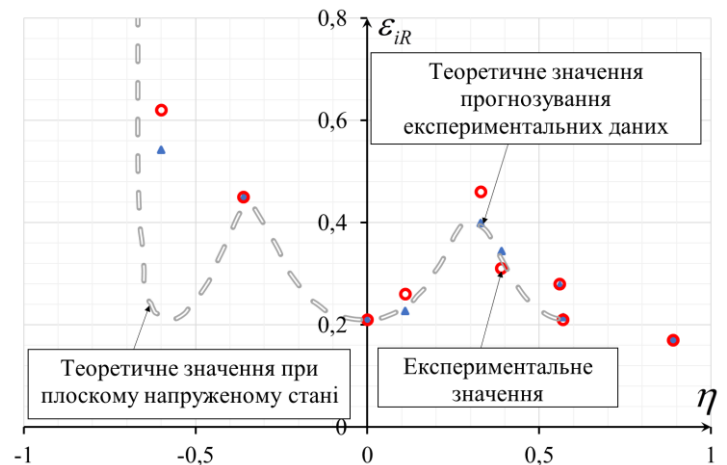 0,8
ε_iR
Теоретичне значення
прогнозування
експериментальних даних
0,6
0,4
0,2
Теоретичне значення при
плоскому напруженому стані
Експериментальне
значення
η
0
-1
-0,5
0
0,5
1